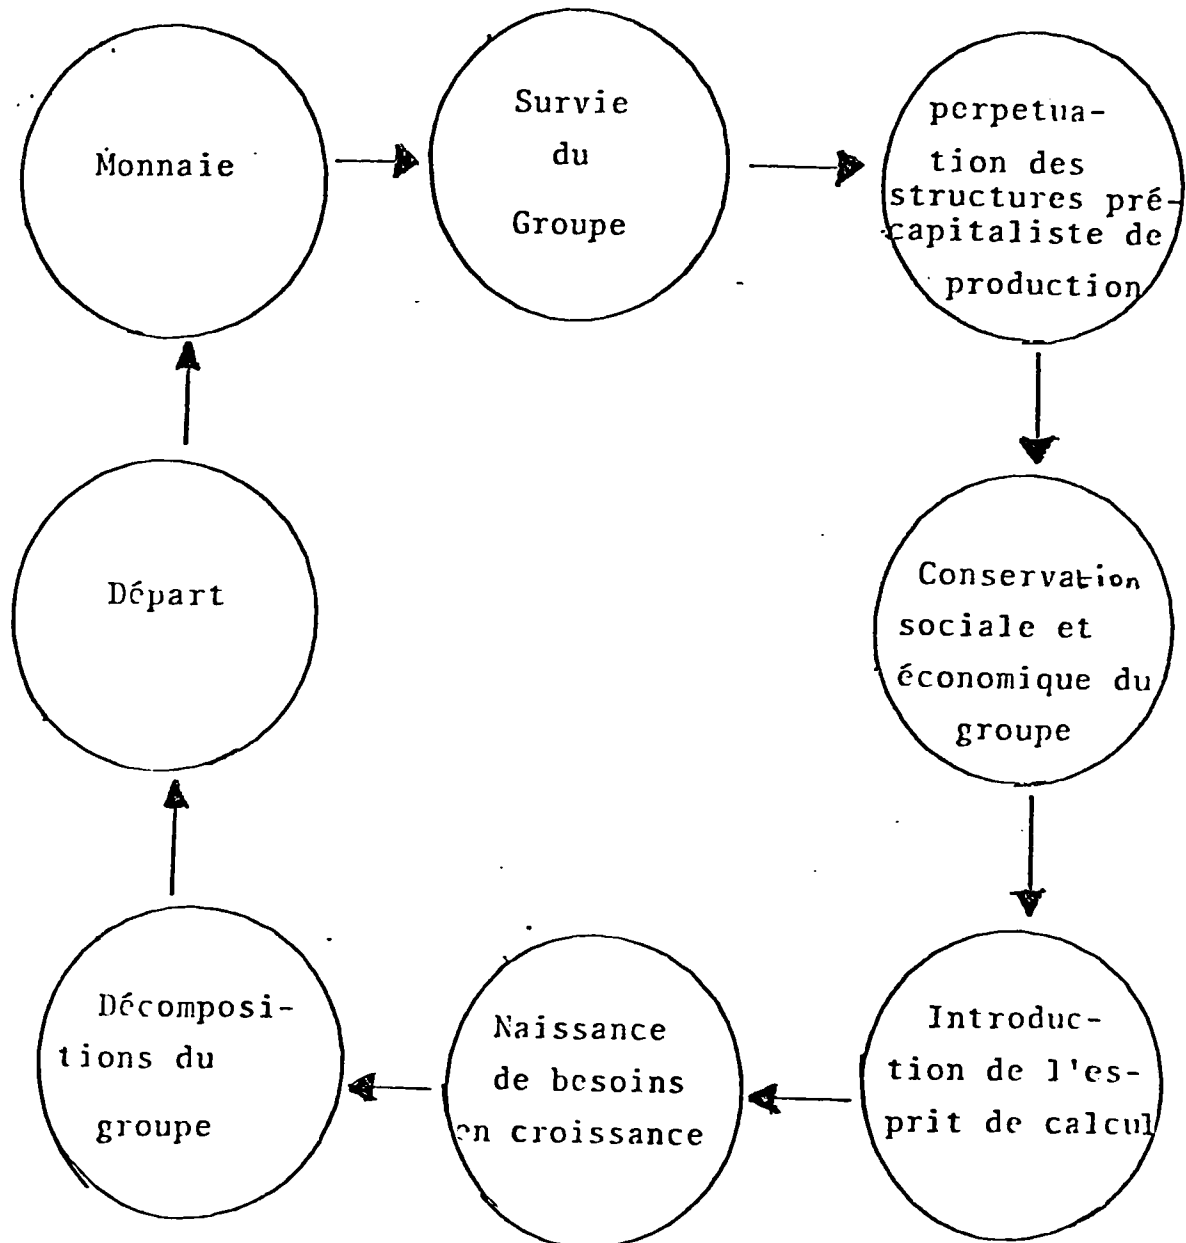 Monnaie
Survie
du
Groupe
perpetua-
tion des
structures pré-
capitaliste de
production
Conservation
sociale et
économique du
groupe
Introduc-
tion de l'es-
prit de calcul
Naissance
de besoins
en croissance
Décomposi-
tions du
groupe
Départ